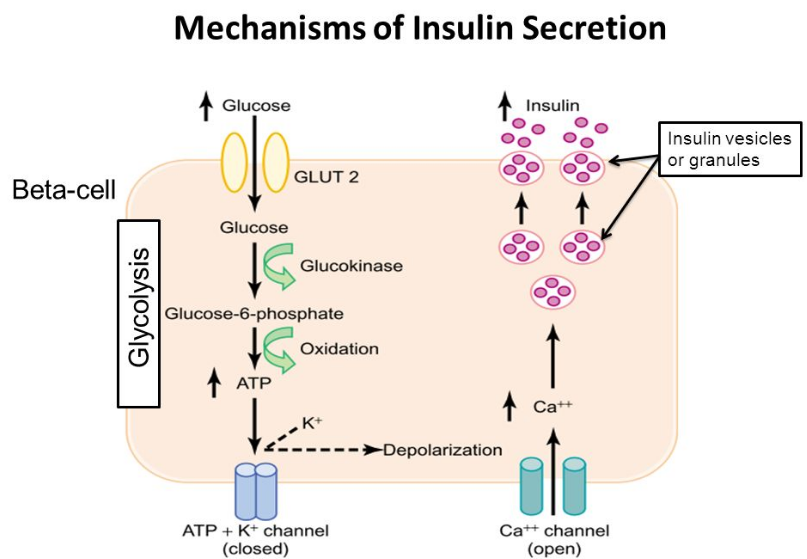 Mechanisms of Insulin Secretion
Glucose
Insulin
Insulin vesicles
or granules
GLUT 2
Beta-cell
Glucose
Glucokinase
Glycolysis
Glucose-6-phosphate
Oxidation
ATP
Ca⁺⁺
K⁺
Depolarization
ATP + K⁺ channel
(closed)
Ca⁺⁺ channel
(open)